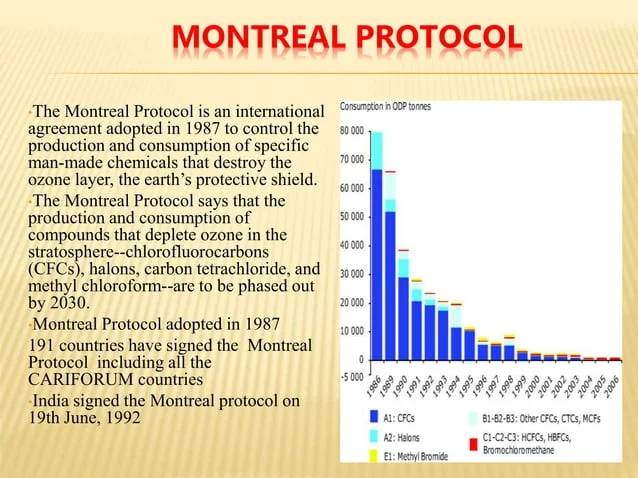 MONTREAL PROTOCOL
•The Montreal Protocol is an international
agreement adopted in 1987 to control the
production and consumption of specific
man-made chemicals that destroy the
ozone layer, the earth's protective shield.
•The Montreal Protocol says that the
production and consumption of
compounds that deplete ozone in the
stratosphere--chlorofluorocarbons
(CFCs), halons, carbon tetrachloride, and
methyl chloroform--are to be phased out
by 2030.
•Montreal Protocol adopted in 1987
191 countries have signed the Montreal
Protocol including all the
CARIFORUM countries
•India signed the Montreal protocol on
19th June, 1992
Consumption in ODP tonnes
80 000
70 000
60 000
50 000
40 000
30 000
20 000
10 000
0
-5 000
1986 1989 1990 1991 1992 1993 1994 1995 1996 1997 1998 1999 2000 2001 2002 2003 2004 2005 2006
A1: CFCs
A2: Halons
E1: Methyl Bromide
B1-B2-B3: Other CFCs, CTCs, MCFs
C1-C2-C3: HCFCs, HBFCs,
Bromochloromethane